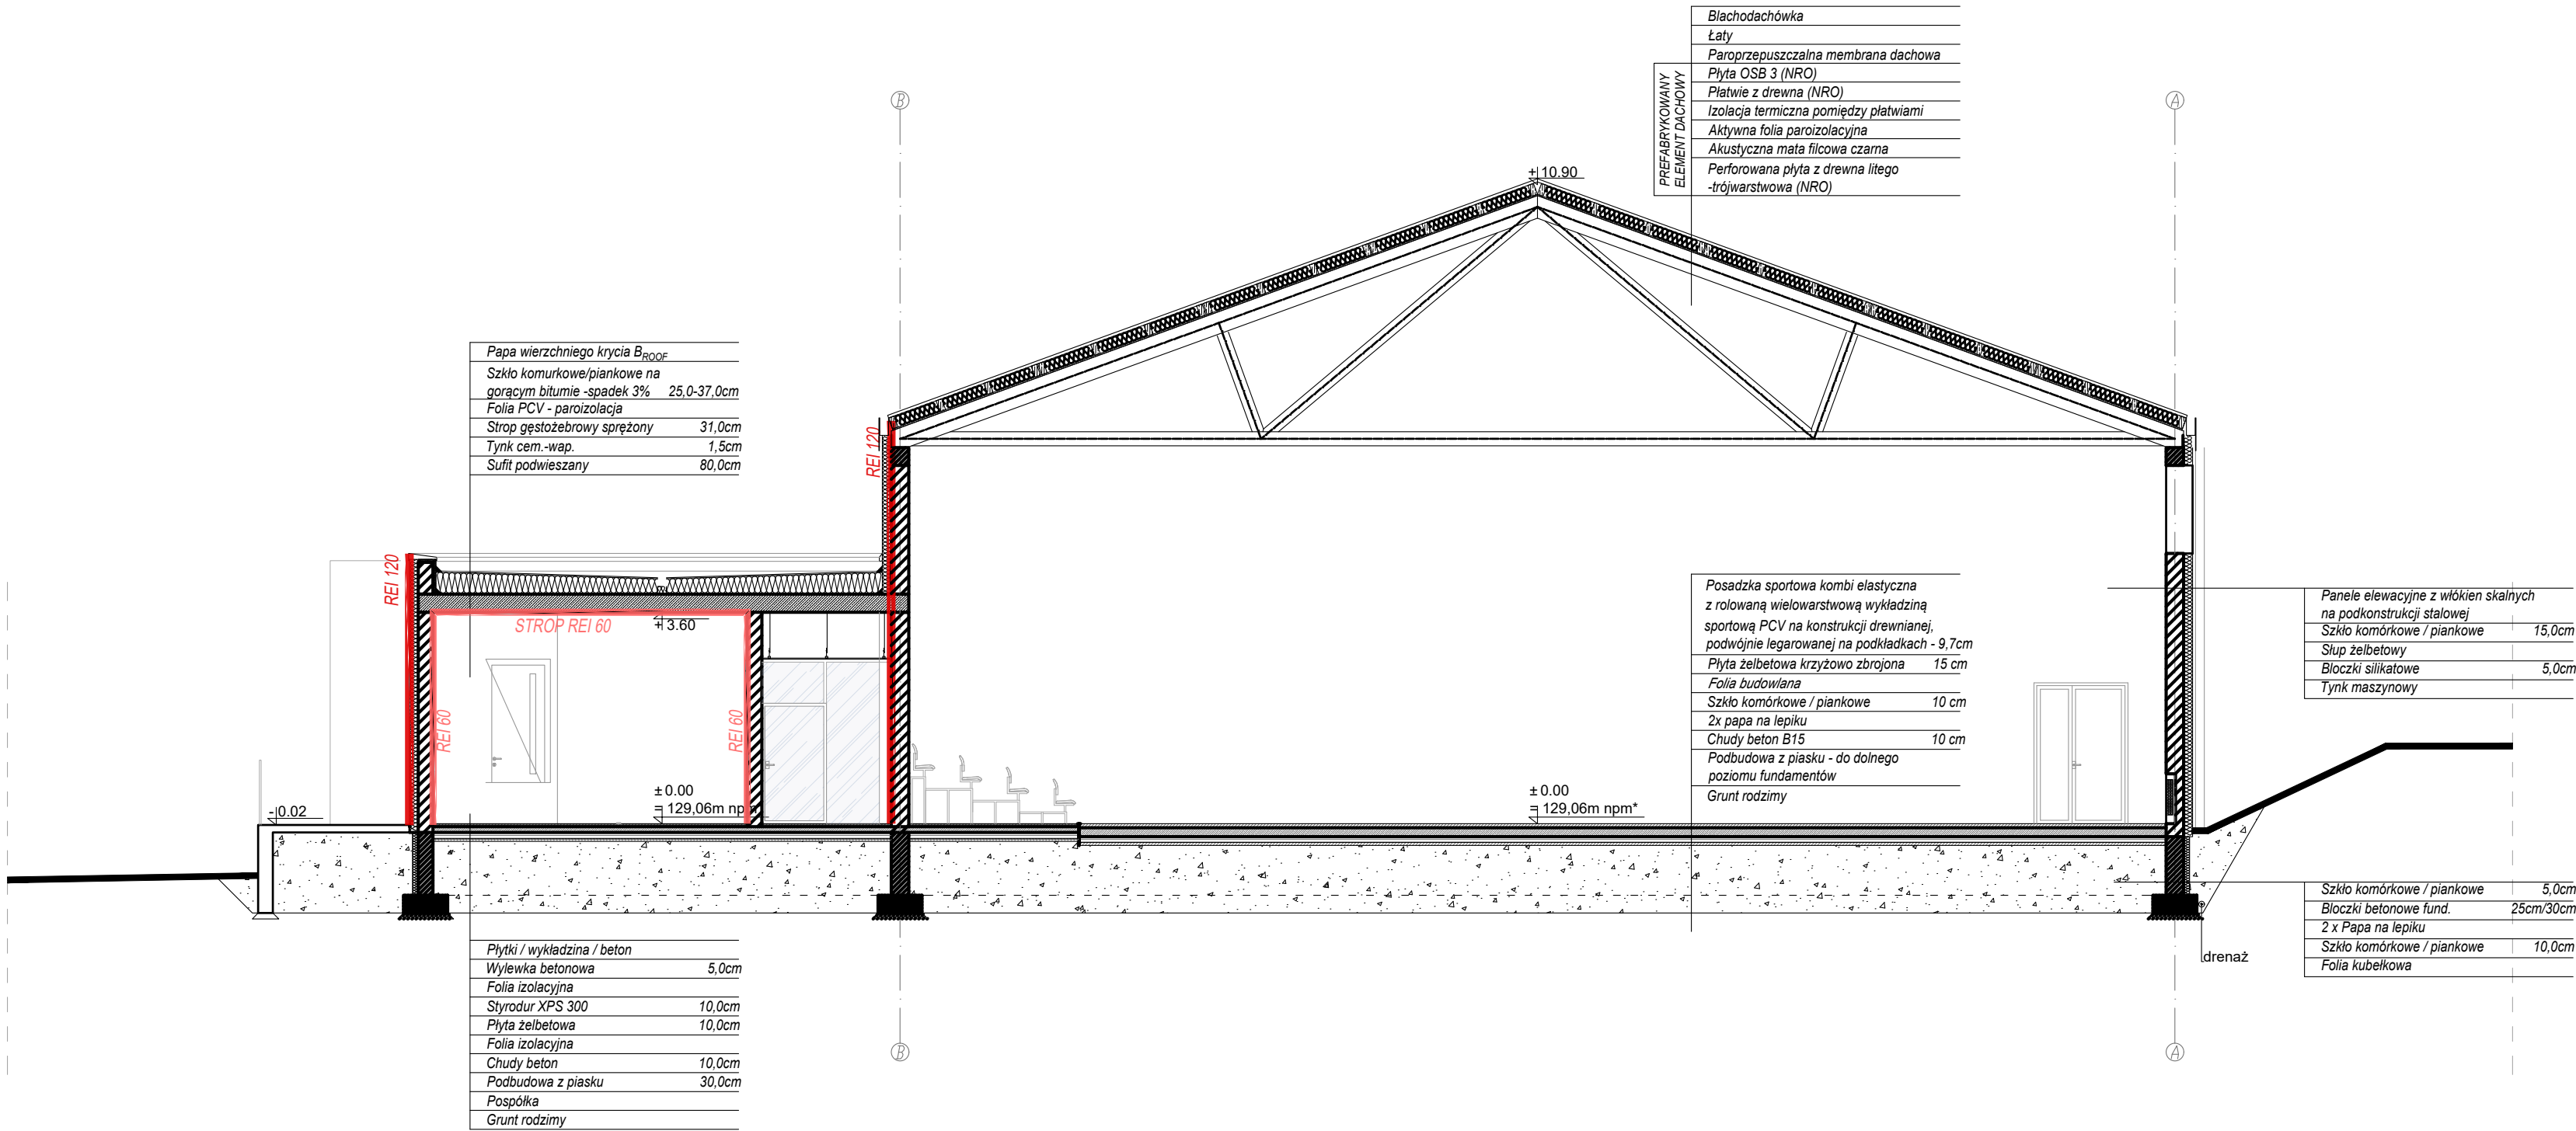 Blachodachówka
Łaty
Paroprzepuszczalna membrana dachowa
Płyta OSB 3 (NRO)
Płatwie z drewna (NRO)
Izolacja termiczna pomiędzy płatwiami
Aktywna folia paroizolacyjna
Akustyczna mata filcowa czarna
Perforowana płyta z drewna litego
-trójwarstwowa (NRO)
PREFABRYKOWANY
ELEMENT DACHOWY
B
A
+10.90
Papa wierzchniego krycia BROOF
Szkło komurkowe/piankowe na
gorącym bitumie -spadek 3% 25,0-37,0cm
Folia PCV - paroizolacja
Strop gęstożebrowy sprężony 31,0cm
Tynk cem.-wap. 1,5cm
Sufit podwieszany 80,0cm
REI 120
REI 120
STROP REI 60
+3.60
REI 60
REI 60
Posadzka sportowa kombi elastyczna
z rolowaną wielowarstwową wykładziną
sportową PCV na konstrukcji drewnianej,
podwójnie legarowanej na podkładkach - 9,7cm
Płyta żelbetowa krzyżowo zbrojona 15 cm
Folia budowlana
Szkło komórkowe / piankowe 10 cm
2x papa na lepiku
Chudy beton B15 10 cm
Podbudowa z piasku - do dolnego
poziomu fundamentów
Grunt rodzimy
Panele elewacyjne z włókien skalnych
na podkonstrukcji stalowej
Szkło komórkowe / piankowe 15,0cm
Słup żelbetowy
Bloczki silikatowe 5,0cm
Tynk maszynowy
-0.02
±0.00
= 129,06m npm
±0.00
= 129,06m npm*
Szkło komórkowe / piankowe 5,0cm
Bloczki betonowe fund. 25cm/30cm
2 x Papa na lepiku
Szkło komórkowe / piankowe 10,0cm
Folia kubełkowa
drenaż
Płytki / wykładzina / beton
Wylewka betonowa 5,0cm
Folia izolacyjna
Styrodur XPS 300 10,0cm
Płyta żelbetowa 10,0cm
Folia izolacyjna
Chudy beton 10,0cm
Podbudowa z piasku 30,0cm
Pospółka
Grunt rodzimy
B
A